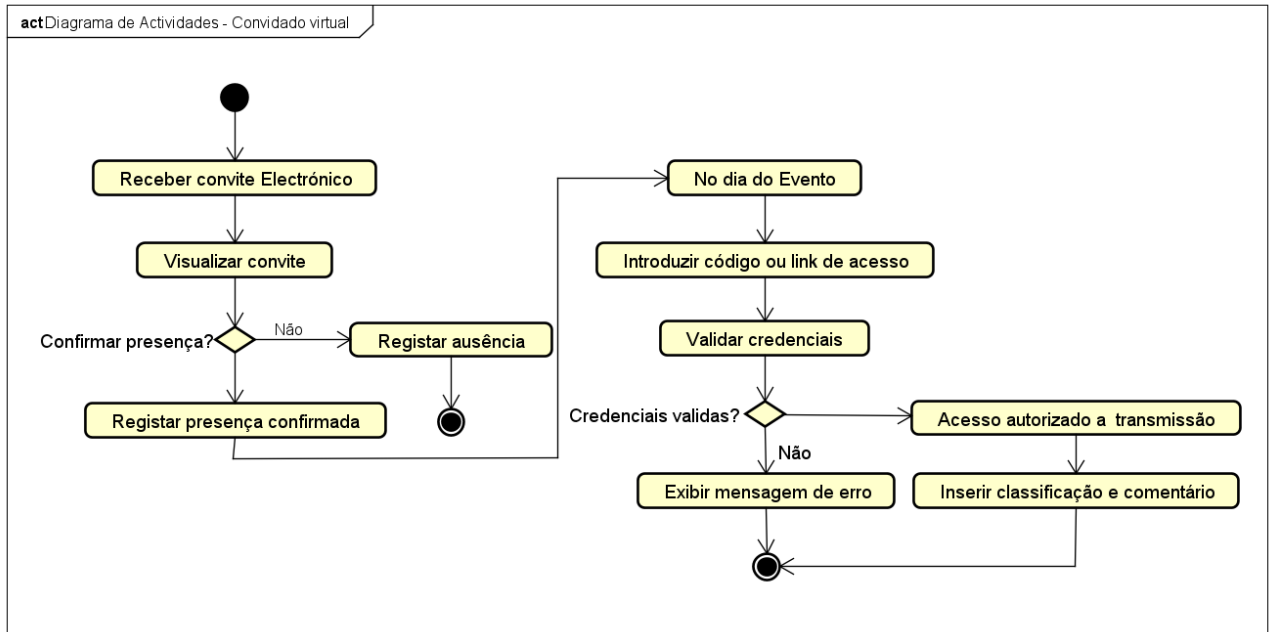 act Diagrama de Actividades - Convidado virtual
Receber convite Electrónico
Visualizar convite
Confirmar presença?
Não
Registar ausência
Registar presença confirmada
No dia do Evento
Introduzir código ou link de acesso
Validar credenciais
Credenciais validas?
Acesso autorizado a transmissão
Não
Exibir mensagem de erro
Inserir classificação e comentário